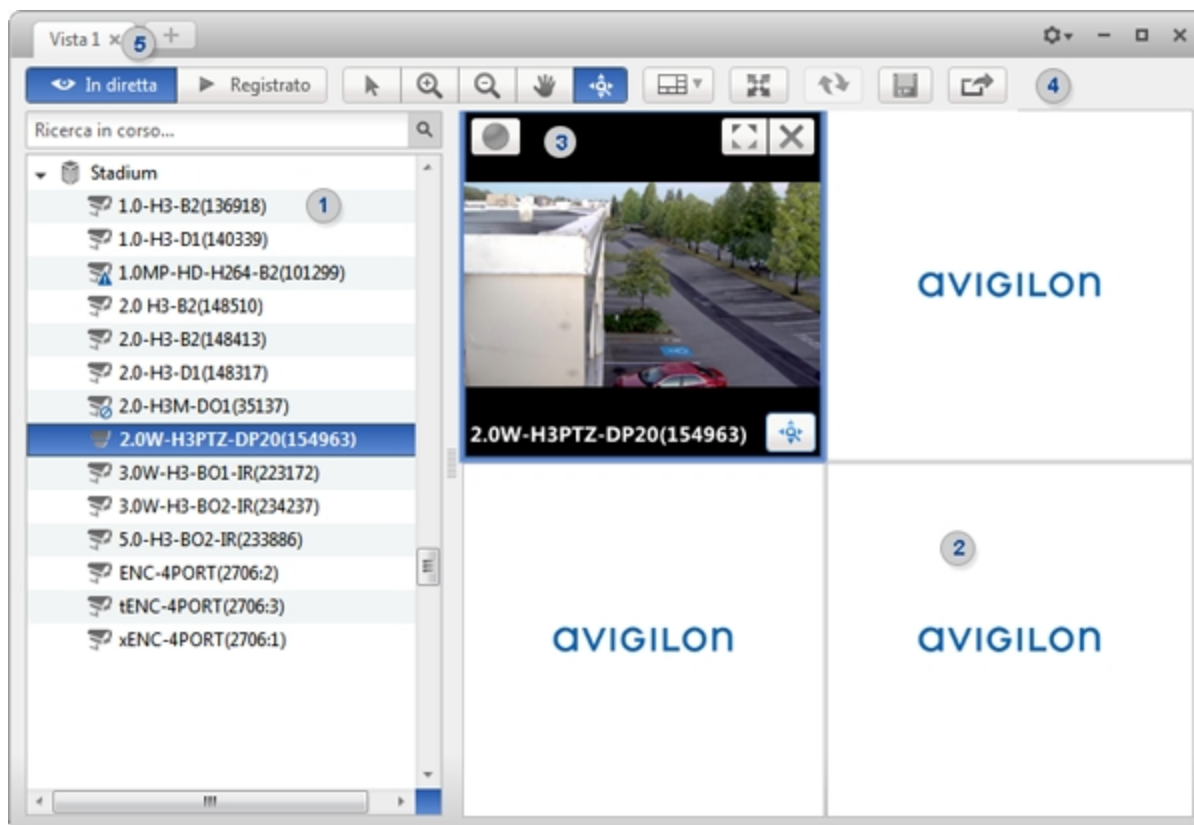 Vista 1
5
In diretta
Registrato
4
Ricerca in corso...
Stadium
1.0-H3-B2(136918)
1
1.0-H3-D1(140339)
1.0MP-HD-H264-B2(101299)
2.0 H3-B2(148510)
2.0-H3-B2(148413)
2.0-H3-D1(148317)
2.0-H3M-DO1(35137)
2.0W-H3PTZ-DP20(154963)
3.0W-H3-BO1-IR(223172)
3.0W-H3-BO2-IR(234237)
5.0-H3-BO2-IR(233886)
ENC-4PORT(2706:2)
tENC-4PORT(2706:3)
xENC-4PORT(2706:1)
3
2.0W-H3PTZ-DP20(154963)
avigilon
avigilon
2
avigilon